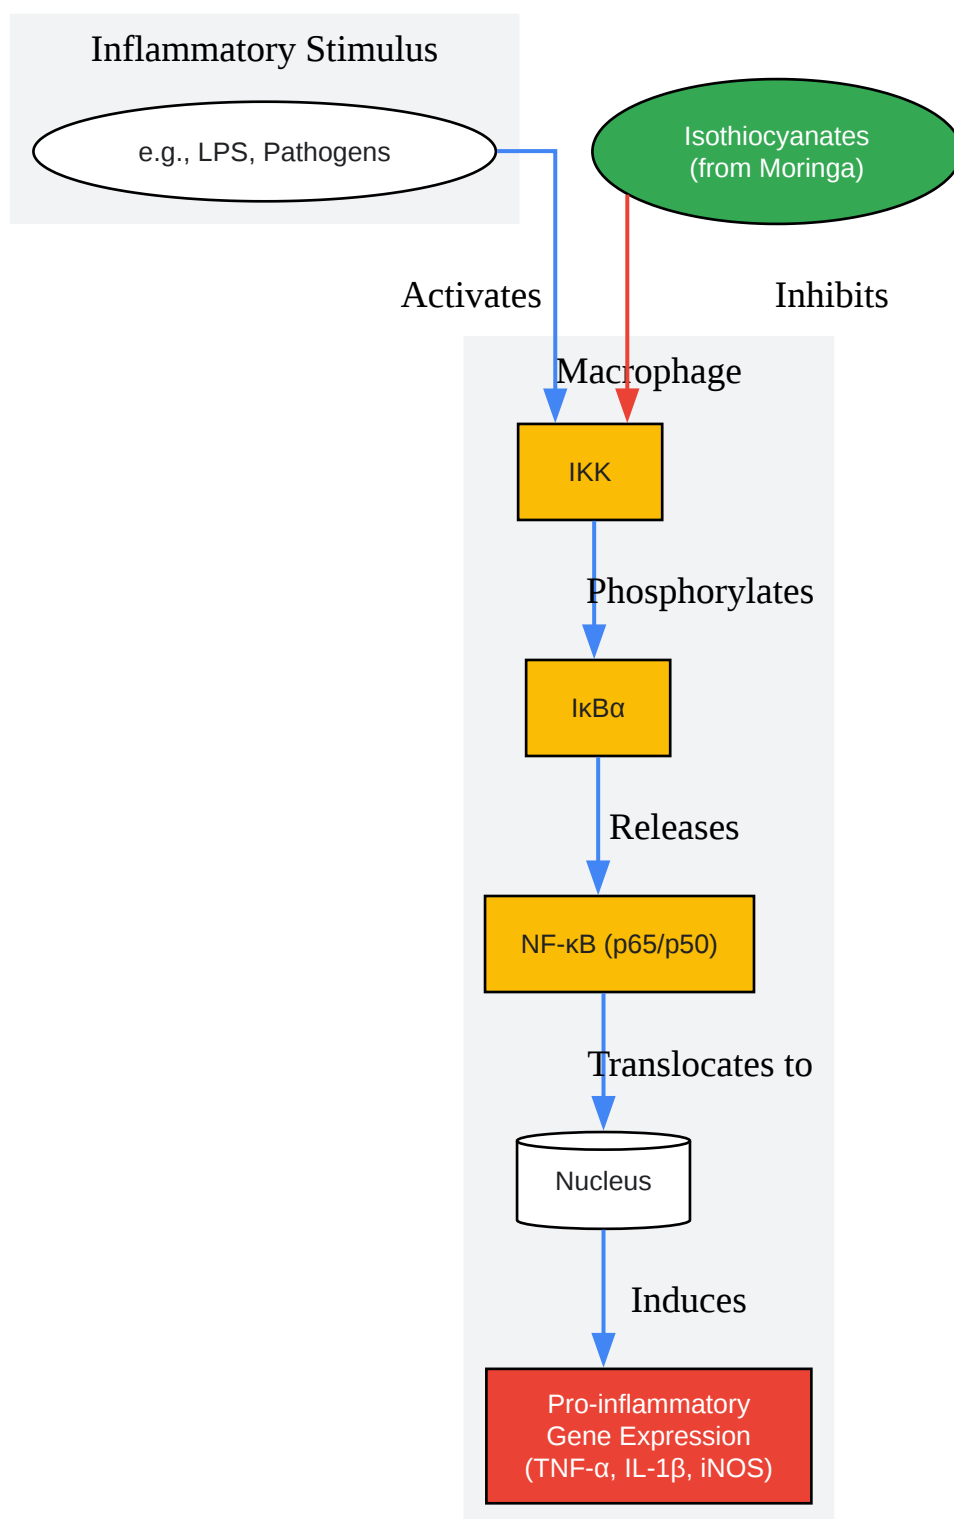 Inflammatory Stimulus
e.g., LPS, Pathogens
Isothiocyanates
(from Moringa)
Activates
Inhibits
Macrophage
IKK
Phosphorylates
IκBα
Releases
NF-κB (p65/p50)
Translocates to
Nucleus
Induces
Pro-inflammatory
Gene Expression
(TNF-α, IL-1β, iNOS)